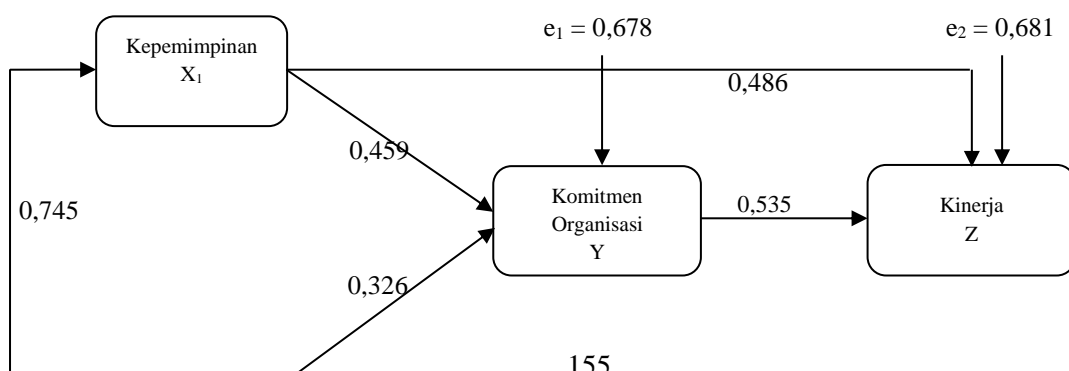 e₁ = 0,678
e₂ = 0,681
Kepemimpinan
X₁
0,486
0,459
0,745
Komitmen
Organisasi
Y
0,535
Kinerja
Z
0,326
155